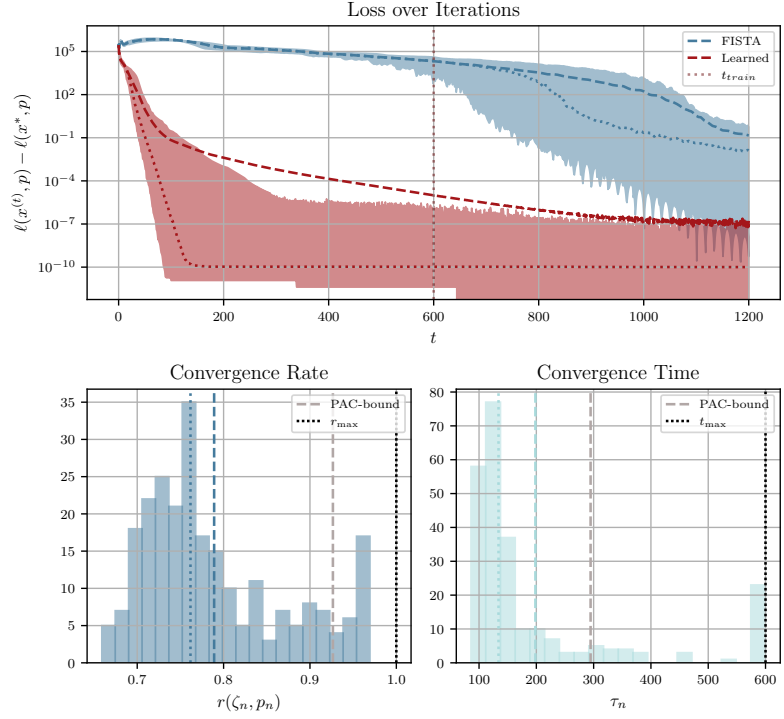 Loss over Iterations
ℓ(x^(t), p) − ℓ(x*, p)
10^5
10^2
10^−1
10^−4
10^−7
10^−10
FISTA
Learned
t_train
0 200 400 600 800 1000 1200
t
Convergence Rate
35
30
25
20
15
10
5
0
PAC-bound
r_max
0.7 0.8 0.9 1.0
r(ζ_n, p_n)
Convergence Time
80
70
60
50
40
30
20
10
0
PAC-bound
t_max
100 200 300 400 500 600
τ_n